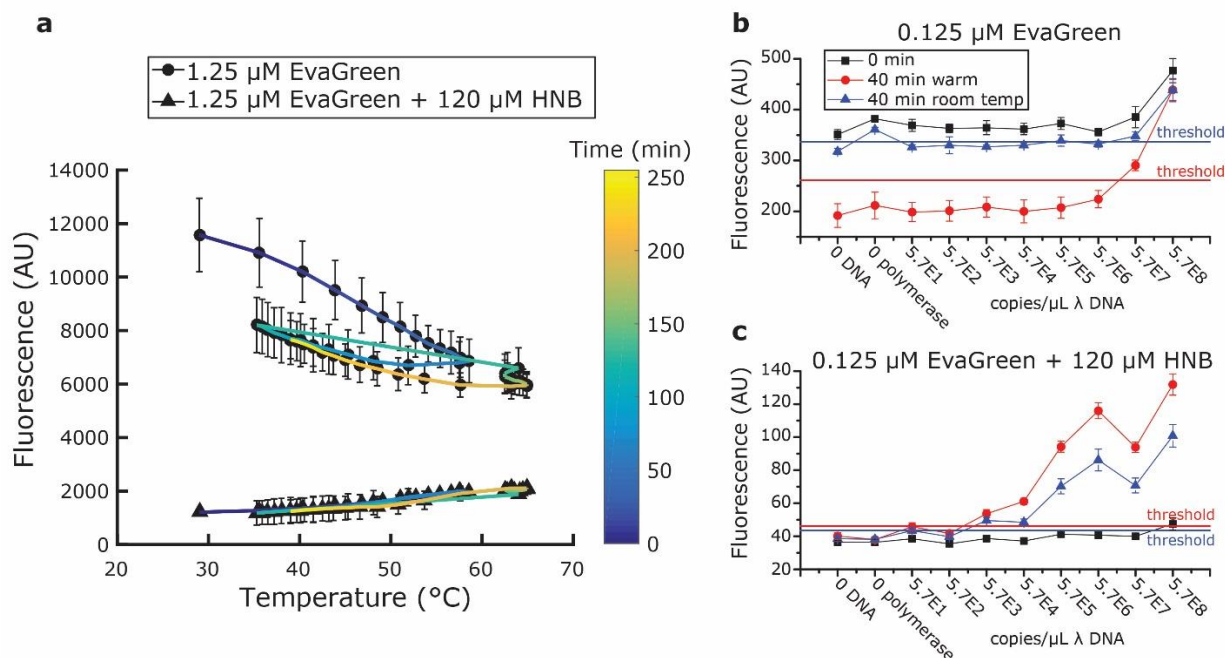 a
1.25 µM EvaGreen
1.25 µM EvaGreen + 120 µM HNB
Time (min)
250
200
150
100
50
0
Fluorescence (AU)
14000
12000
10000
8000
6000
4000
2000
0
20
30
40
50
60
70
Temperature (°C)
b
0.125 µM EvaGreen
0 min
40 min warm
40 min room temp
threshold
threshold
Fluorescence (AU)
500
400
300
200
0 DNA
0 polymerase
5.7E1
5.7E2
5.7E3
5.7E4
5.7E5
5.7E6
5.7E7
5.7E8
copies/µL λ DNA
c
0.125 µM EvaGreen + 120 µM HNB
Fluorescence (AU)
140
120
100
80
60
40
20
threshold
threshold
0 DNA
0 polymerase
5.7E1
5.7E2
5.7E3
5.7E4
5.7E5
5.7E6
5.7E7
5.7E8
copies/µL λ DNA